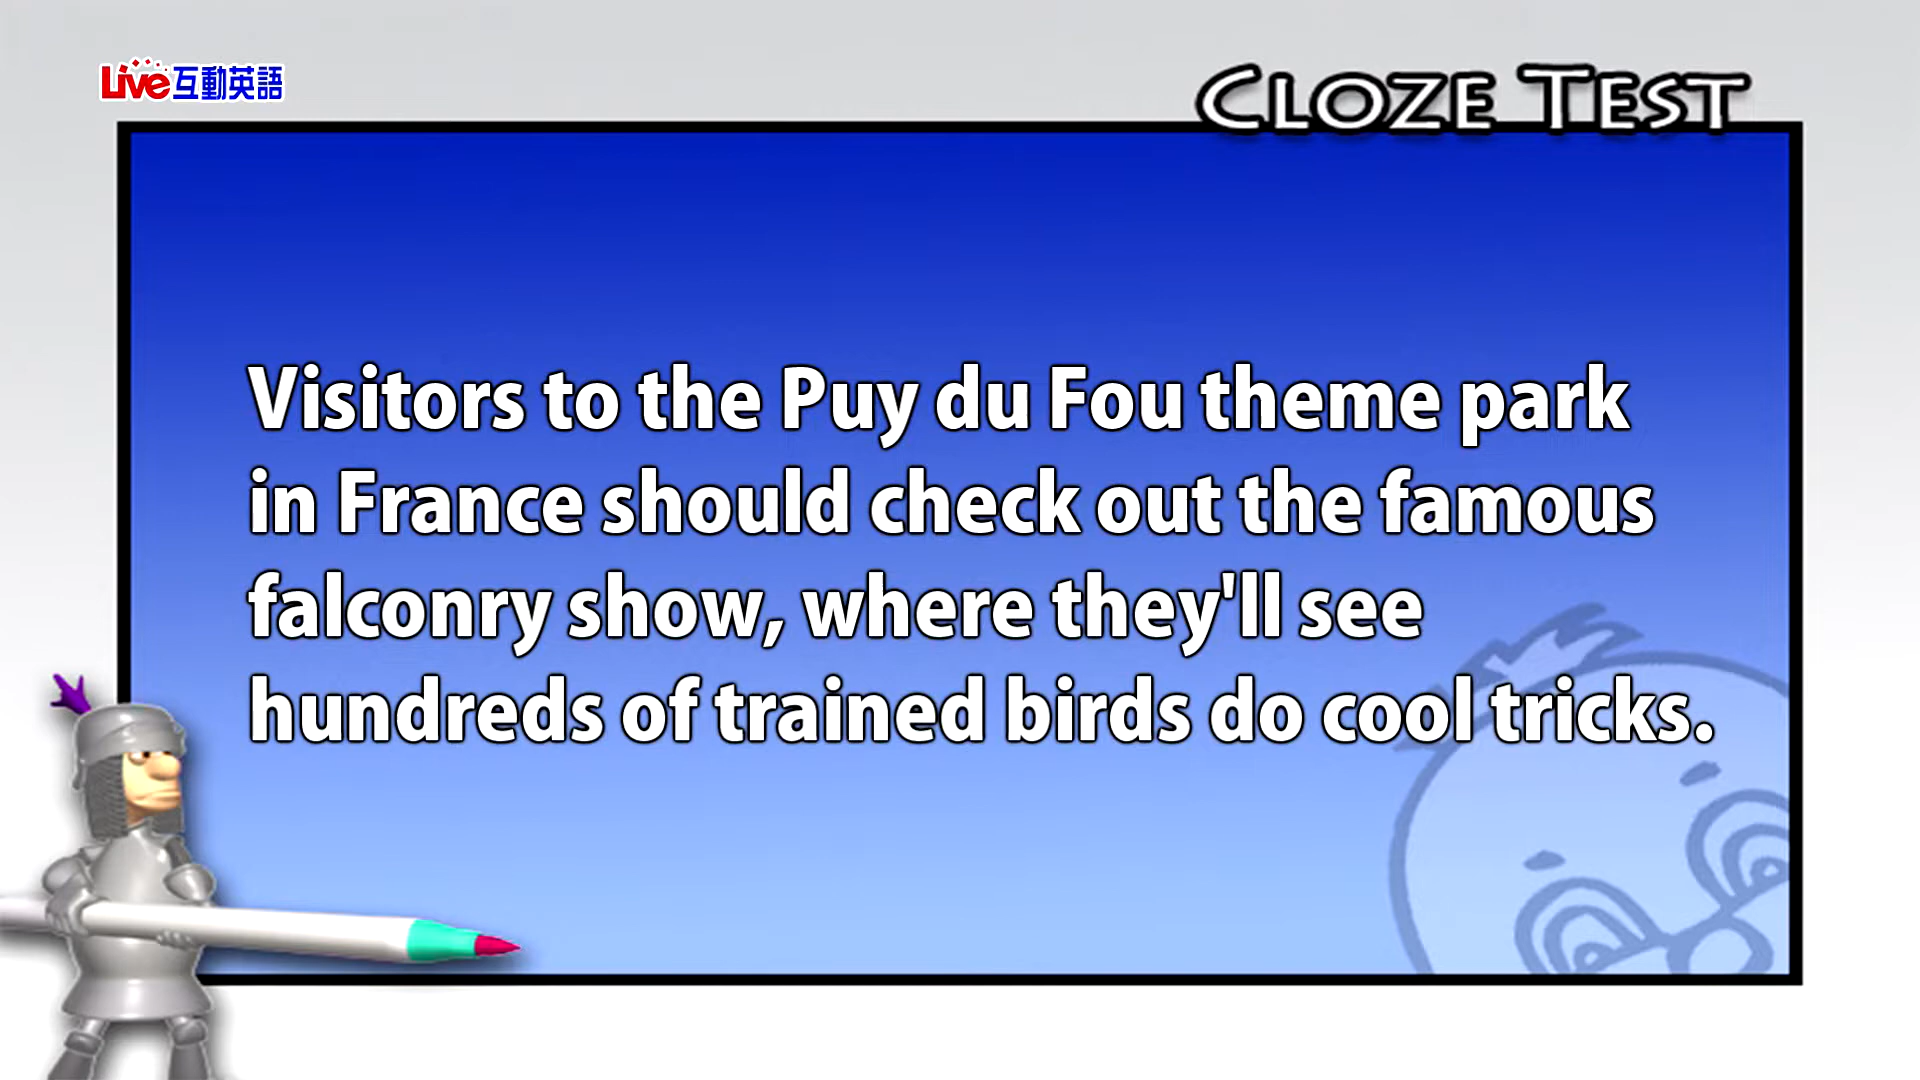 Live互動英語
CLOZE TEST
Visitors to the Puy du Fou theme park
in France should check out the famous
falconry show, where they'll see
hundreds of trained birds do cool tricks.